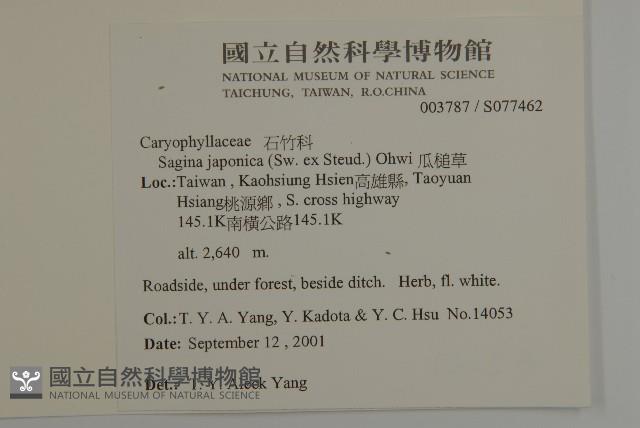 國立自然科學博物館
NATIONAL MUSEUM OF NATURAL SCIENCE
TAICHUNG, TAIWAN, R.O.CHINA
003787 / S077462
Caryophyllaceae 石竹科
Sagina japonica (Sw. ex Steud.) Ohwi 瓜槌草
Loc.:Taiwan , Kaohsiung Hsien高雄縣, Taoyuan
Hsiang桃源鄉 , S. cross highway
145.1K南橫公路145.1K
alt. 2,640 m.
Roadside, under forest, beside ditch. Herb, fl. white.
Col.:T. Y. A. Yang, Y. Kadota & Y. C. Hsu No.14053
Date: September 12 , 2001
Det.: T. Y. Aleck Yang
國立自然科學博物館
NATIONAL MUSEUM OF NATURAL SCIENCE